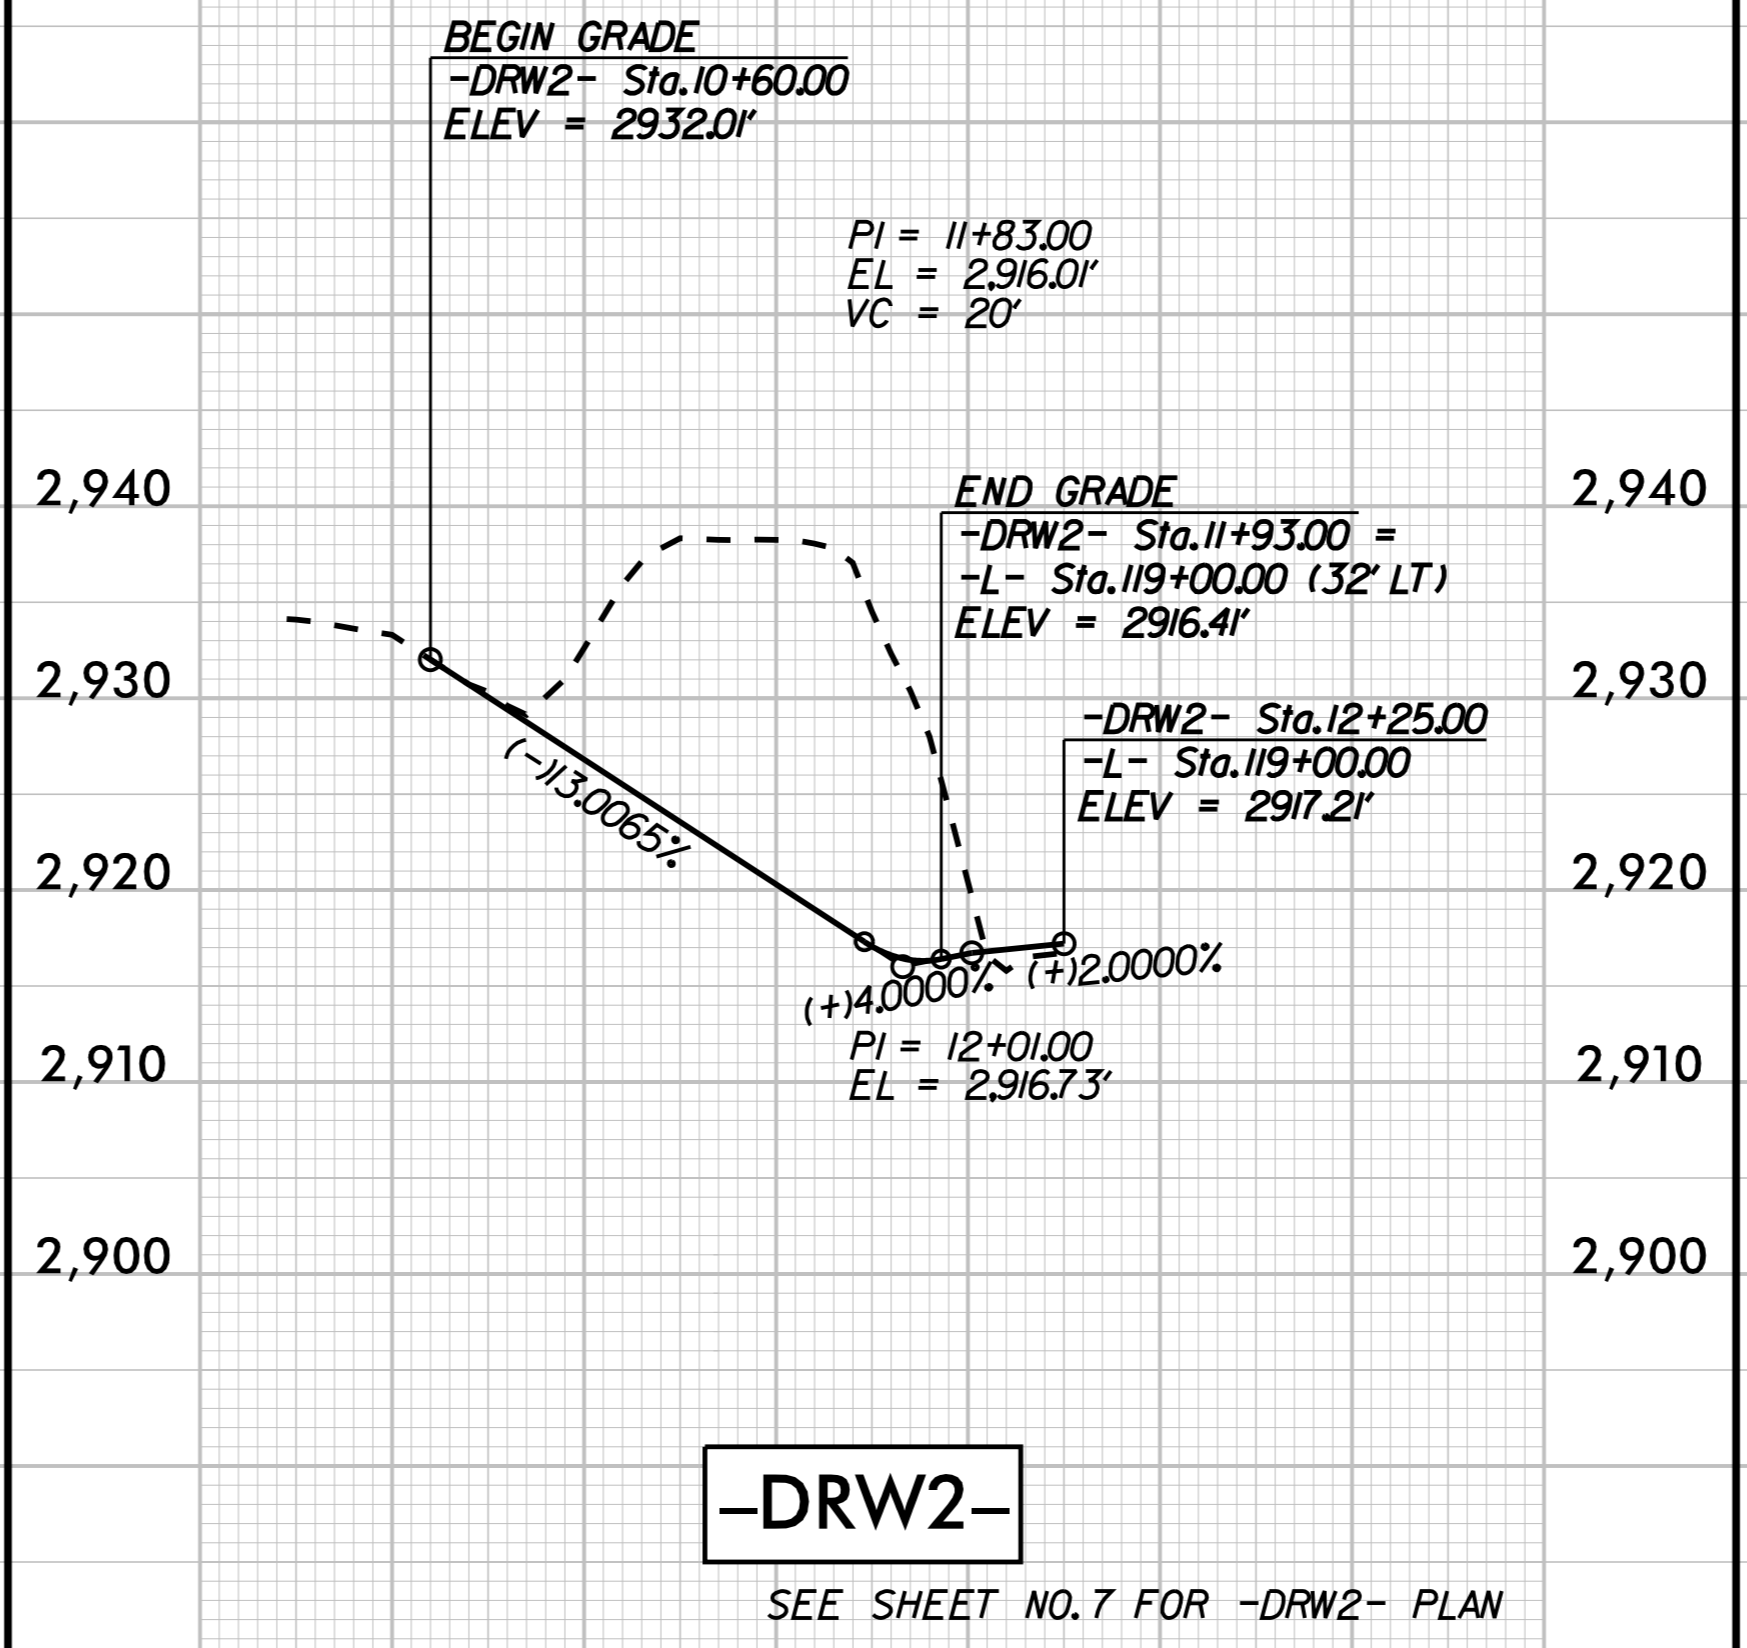 BEGIN GRADE
-DRW2- Sta.10+60.00
ELEV = 2932.01'
PI = 11+83.00
EL = 2,916.01'
VC = 20'
2,940
2,940
END GRADE
-DRW2- Sta.11+93.00 =
-L- Sta.119+00.00 (32' LT)
ELEV = 2916.41'
2,930
2,930
-DRW2- Sta.12+25.00
-L- Sta.119+00.00
ELEV = 2917.21'
(-)13.0065%
2,920
2,920
(+)4.0000%
(+)2.0000%
PI = 12+01.00
EL = 2,916.73'
2,910
2,910
2,900
2,900
-DRW2-
SEE SHEET NO. 7 FOR -DRW2- PLAN